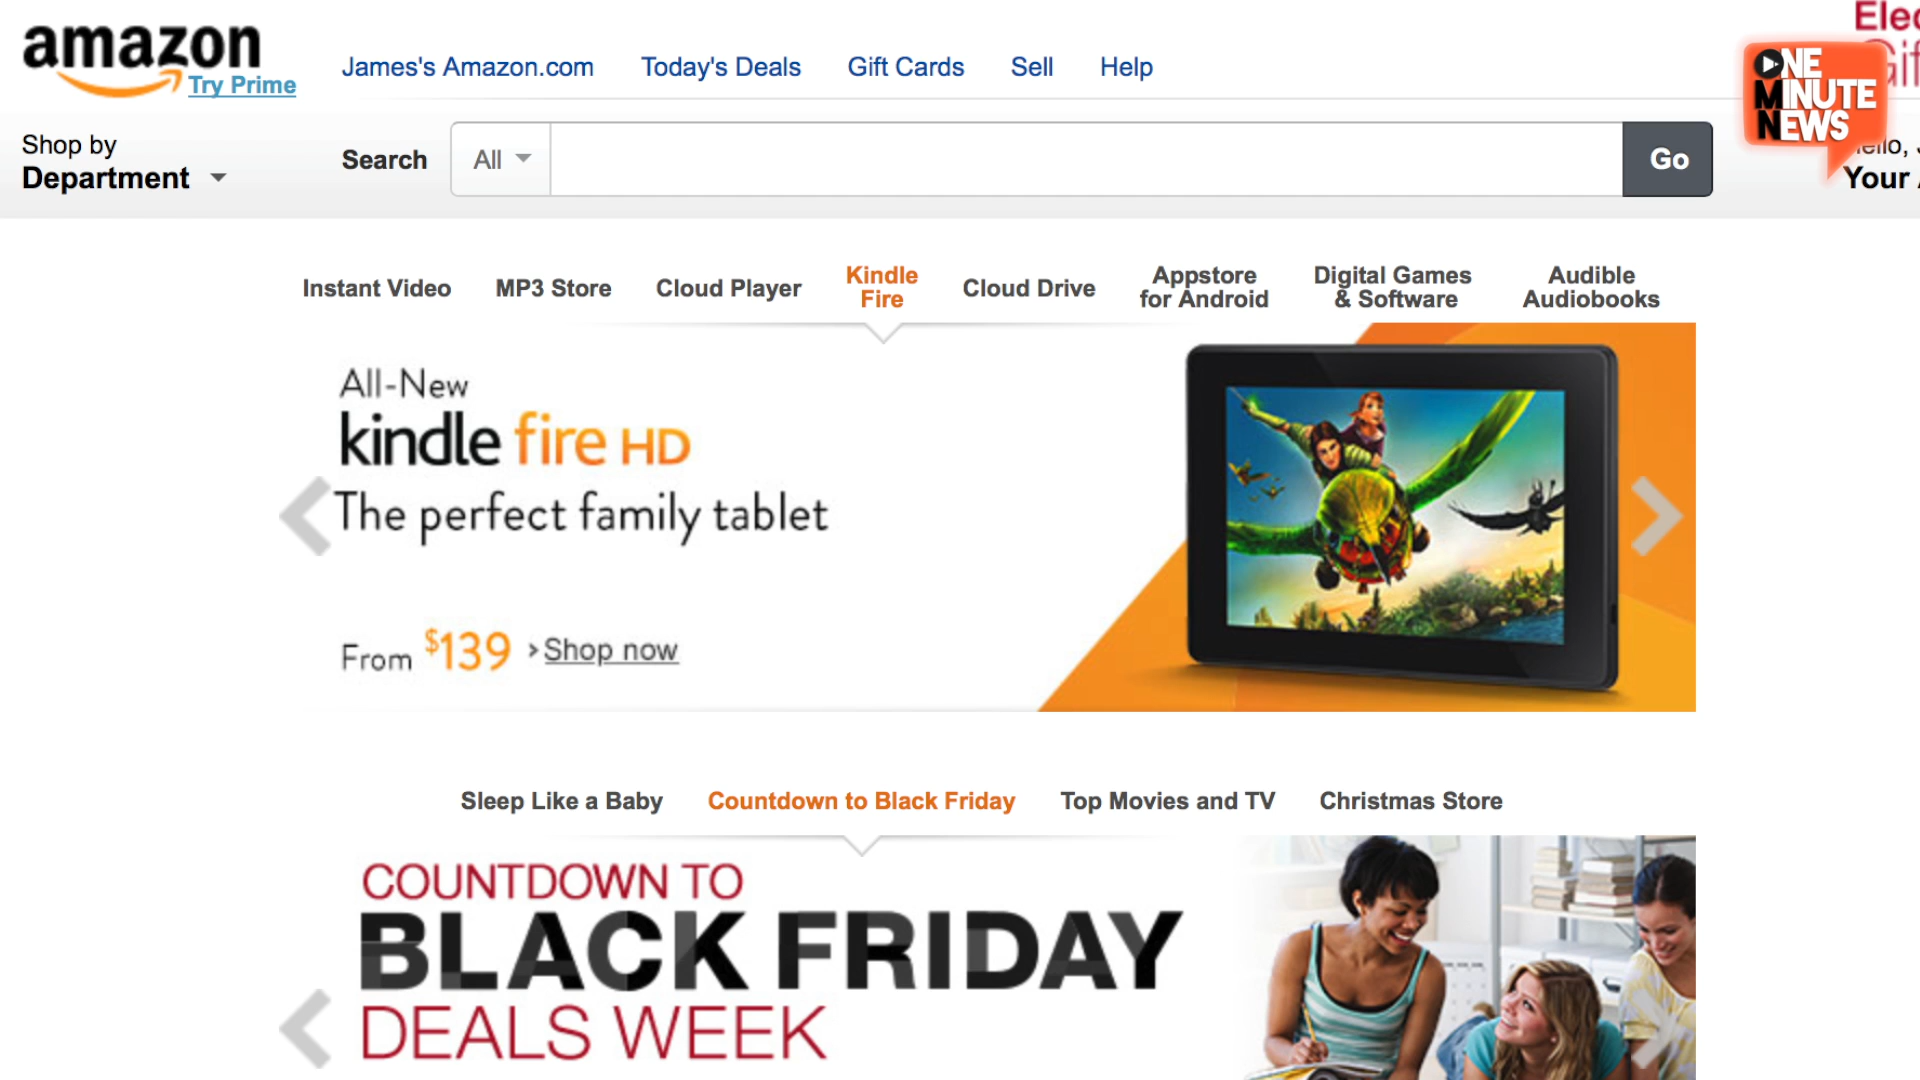 amazon
Try Prime
James's Amazon.com Today's Deals Gift Cards Sell Help
ONE
MINUTE
NEWS
Shop by
Department
Search All Go
Your
Instant Video MP3 Store Cloud Player Kindle Fire Cloud Drive Appstore for Android Digital Games & Software Audible Audiobooks
All-New
kindle fire HD
The perfect family tablet
From $139 › Shop now
Sleep Like a Baby Countdown to Black Friday Top Movies and TV Christmas Store
COUNTDOWN TO
BLACK FRIDAY
DEALS WEEK